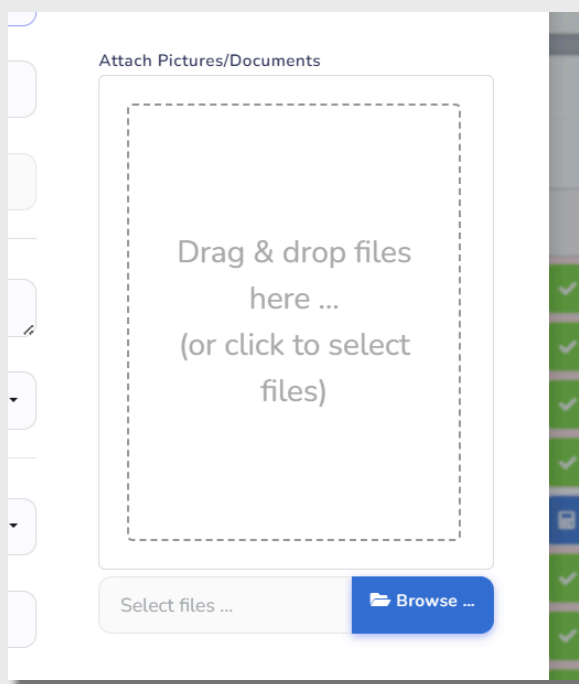 Attach Pictures/Documents
Drag & drop files
here ...
(or click to select
files)
Select files ...
Browse ...